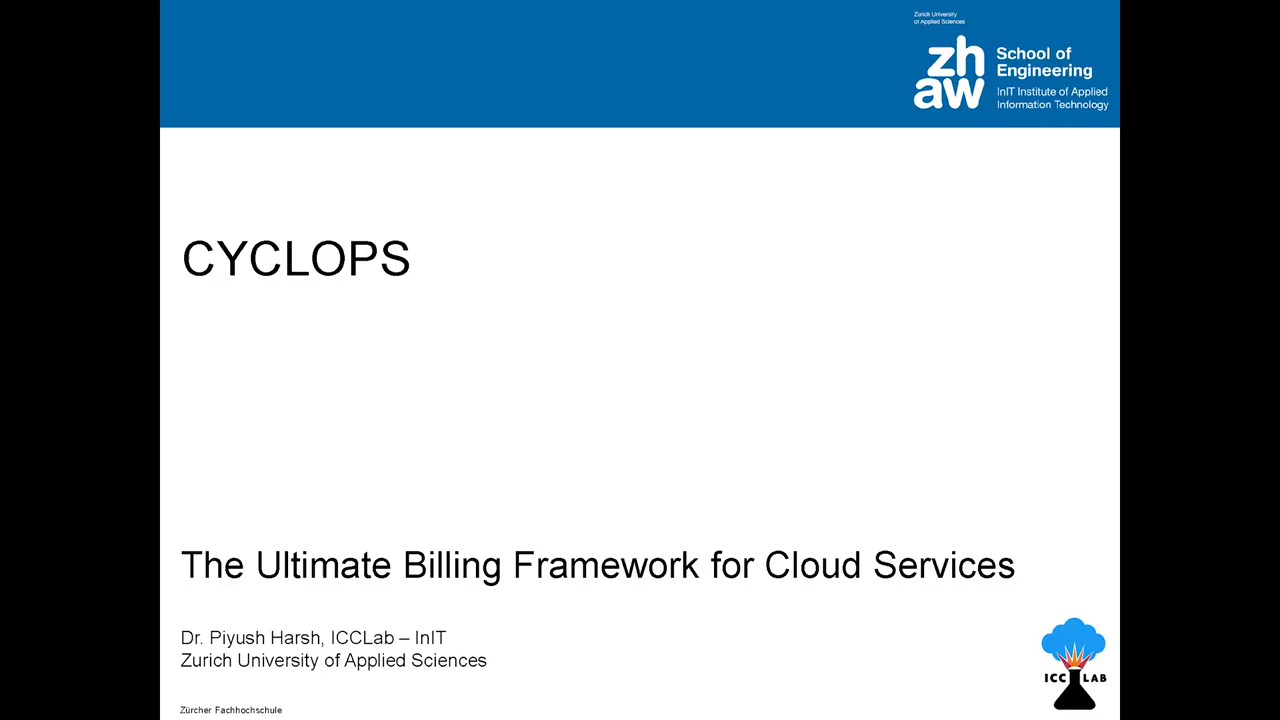 Zurich University
of Applied Sciences
zh
aw
School of
Engineering
InIT Institute of Applied
Information Technology
CYCLOPS
The Ultimate Billing Framework for Cloud Services
Dr. Piyush Harsh, ICCLab – InIT
Zurich University of Applied Sciences
ICC LAB
Zürcher Fachhochschule